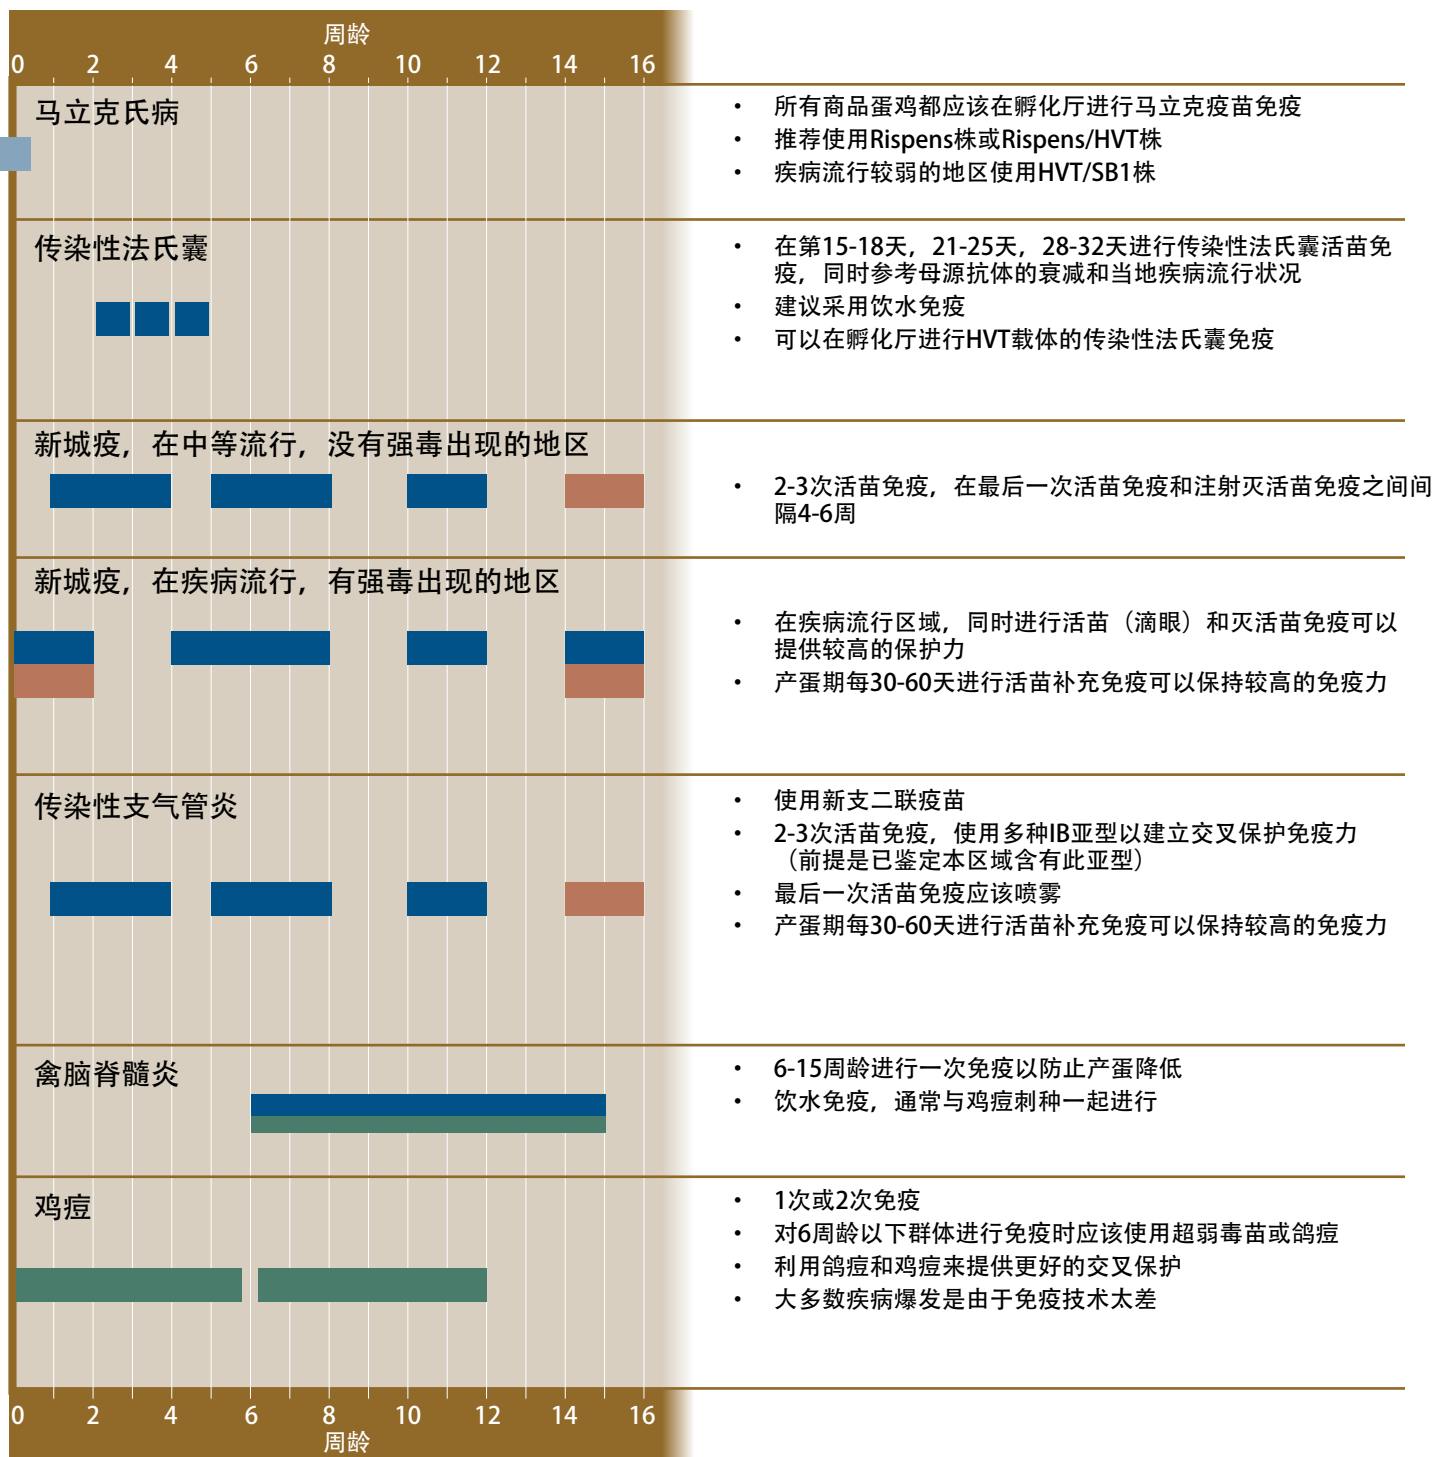 周龄
0 2 4 6 8 10 12 14 16
马立克氏病
• 所有商品蛋鸡都应该在孵化厅进行马立克疫苗免疫
• 推荐使用Rispens株或Rispens/HVT株
• 疾病流行较弱的地区使用HVT/SB1株
传染性法氏囊
• 在第15-18天，21-25天，28-32天进行传染性法氏囊活苗免
疫，同时参考母源抗体的衰减和当地疾病流行状况
• 建议采用饮水免疫
• 可以在孵化厅进行HVT载体的传染性法氏囊免疫
新城疫，在中等流行，没有强毒出现的地区
• 2-3次活苗免疫，在最后一次活苗免疫和注射灭活苗免疫之间间
隔4-6周
新城疫，在疾病流行，有强毒出现的地区
• 在疾病流行区域，同时进行活苗（滴眼）和灭活苗免疫可以
提供较高的保护力
• 产蛋期每30-60天进行活苗补充免疫可以保持较高的免疫力
传染性支气管炎
• 使用新支二联疫苗
• 2-3次活苗免疫，使用多种IB亚型以建立交叉保护免疫力
（前提是已鉴定本区域含有此亚型）
• 最后一次活苗免疫应该喷雾
• 产蛋期每30-60天进行活苗补充免疫可以保持较高的免疫力
禽脑脊髓炎
• 6-15周龄进行一次免疫以防止产蛋降低
• 饮水免疫，通常与鸡痘刺种一起进行
鸡痘
• 1次或2次免疫
• 对6周龄以下群体进行免疫时应该使用超弱毒苗或鸽痘
• 利用鸽痘和鸡痘来提供更好的交叉保护
• 大多数疾病爆发是由于免疫技术太差
0 2 4 6 8 10 12 14 16
周龄